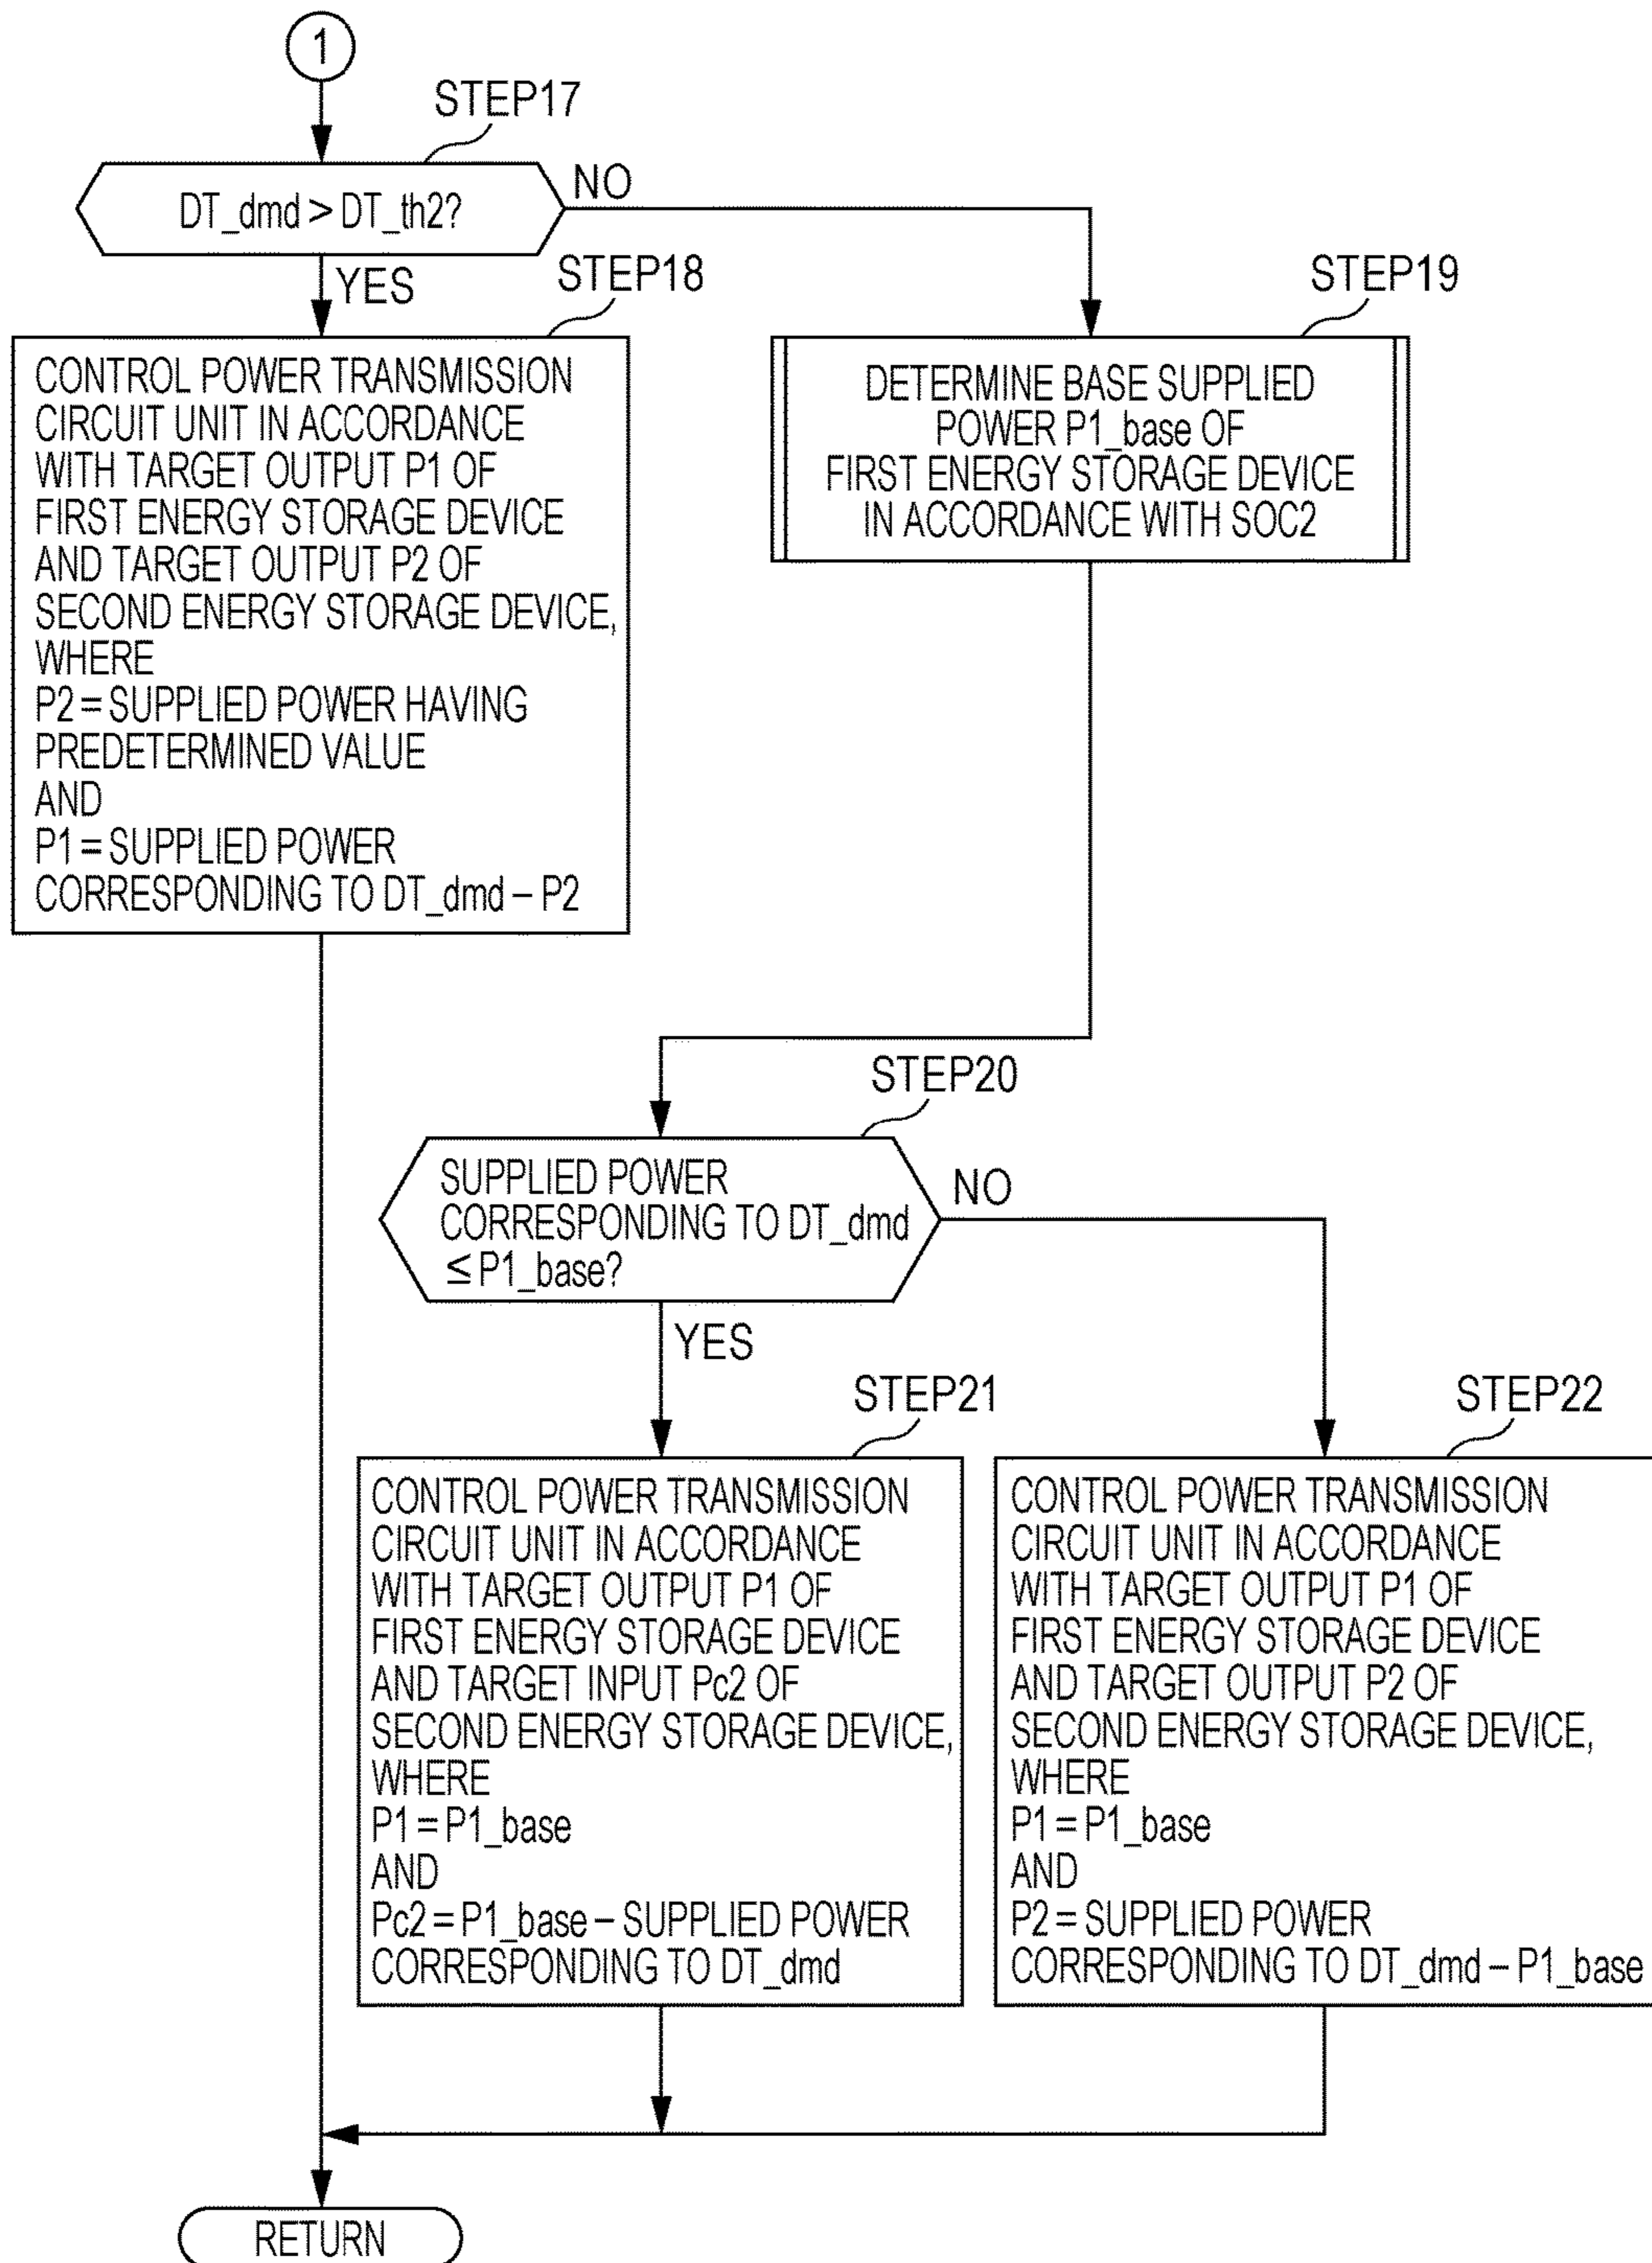 1
STEP17
DT_dmd > DT_th2?
NO
YES
STEP18
CONTROL POWER TRANSMISSION
CIRCUIT UNIT IN ACCORDANCE
WITH TARGET OUTPUT P1 OF
FIRST ENERGY STORAGE DEVICE
AND TARGET OUTPUT P2 OF
SECOND ENERGY STORAGE DEVICE,
WHERE
P2 = SUPPLIED POWER HAVING
PREDETERMINED VALUE
AND
P1 = SUPPLIED POWER
CORRESPONDING TO DT_dmd – P2
STEP19
DETERMINE BASE SUPPLIED
POWER P1_base OF
FIRST ENERGY STORAGE DEVICE
IN ACCORDANCE WITH SOC2
STEP20
SUPPLIED POWER
CORRESPONDING TO DT_dmd
≤ P1_base?
NO
YES
STEP21
CONTROL POWER TRANSMISSION
CIRCUIT UNIT IN ACCORDANCE
WITH TARGET OUTPUT P1 OF
FIRST ENERGY STORAGE DEVICE
AND TARGET INPUT Pc2 OF
SECOND ENERGY STORAGE DEVICE,
WHERE
P1 = P1_base
AND
Pc2 = P1_base – SUPPLIED POWER
CORRESPONDING TO DT_dmd
STEP22
CONTROL POWER TRANSMISSION
CIRCUIT UNIT IN ACCORDANCE
WITH TARGET OUTPUT P1 OF
FIRST ENERGY STORAGE DEVICE
AND TARGET OUTPUT P2 OF
SECOND ENERGY STORAGE DEVICE,
WHERE
P1 = P1_base
AND
P2 = SUPPLIED POWER
CORRESPONDING TO DT_dmd – P1_base
RETURN